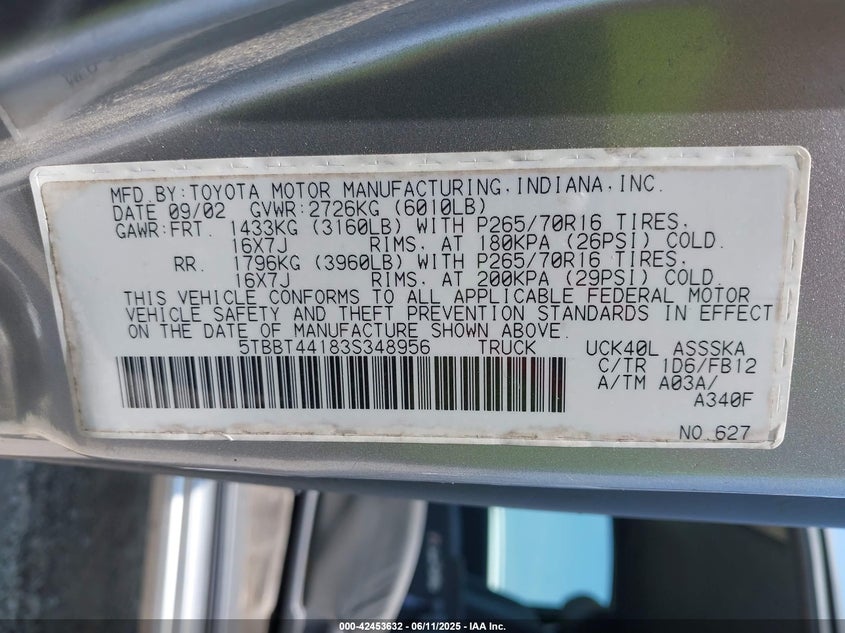 MFD.BY:TOYOTA MOTOR MANUFACTURING,INDIANA,INC.
DATE 09/02 GVWR:2726KG (6010LB)
GAWR:FRT. 1433KG (3160LB) WITH P265/70R16 TIRES.
16X7J RIMS. AT 180KPA (26PSI) COLD.
RR. 1796KG (3960LB) WITH P265/70R16 TIRES.
16X7J RIMS. AT 200KPA (29PSI) COLD.
THIS VEHICLE CONFORMS TO ALL APPLICABLE FEDERAL MOTOR
VEHICLE SAFETY AND THEFT PREVENTION STANDARDS IN EFFECT
ON THE DATE OF MANUFACTURE SHOWN ABOVE.
5TBBT44183S348956 TRUCK UCK40L ASSSKA
C/TR 1D6/FB12
A/TM A03A/
A340F
NO.627
000-42453632 - 06/11/2025 - IAA Inc.